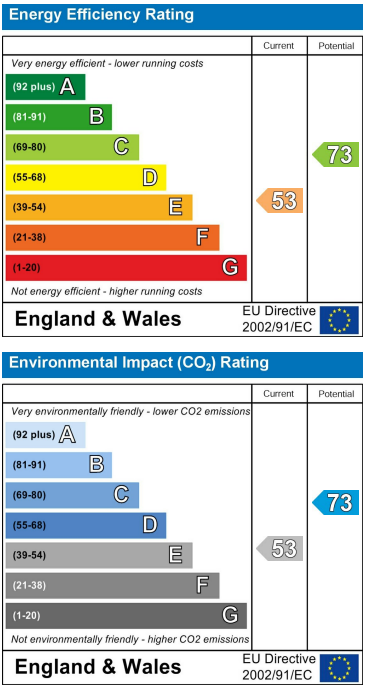 Energy Efficiency Rating
Current Potential
Very energy efficient - lower running costs
(92 plus) A
(81-91) B
(69-80) C
73
(55-68) D
(39-54) E
53
(21-38) F
(1-20) G
Not energy efficient - higher running costs
England & Wales
EU Directive
2002/91/EC
Environmental Impact (CO₂) Rating
Current Potential
Very environmentally friendly - lower CO2 emissions
(92 plus) A
(81-91) B
(69-80) C
73
(55-68) D
(39-54) E
53
(21-38) F
(1-20) G
Not environmentally friendly - higher CO2 emissions
England & Wales
EU Directive
2002/91/EC